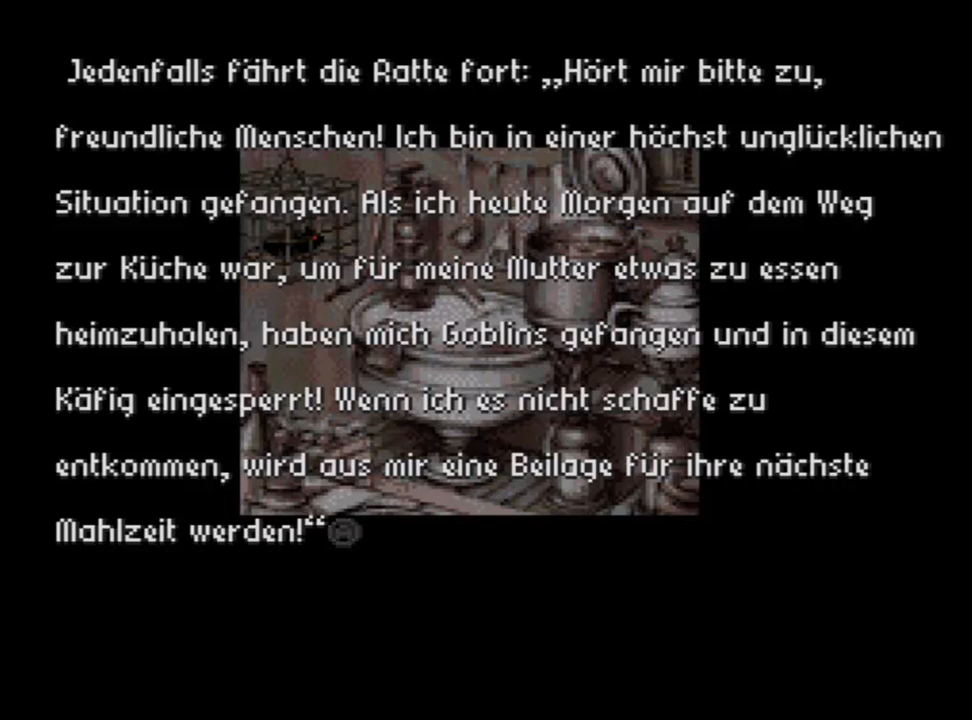 Jedenfalls fährt die Ratte fort: „Hört mir bitte zu,
freundliche Menschen! Ich bin in einer höchst unglücklichen
Situation gefangen. Als ich heute Morgen auf dem Weg
zur Küche war, um für meine Mutter etwas zu essen
heimzuholen, haben mich Goblins gefangen und in diesem
Käfig eingesperrt! Wenn ich es nicht schaffe zu
entkommen, wird aus mir eine Beilage für ihre nächste
Mahlzeit werden!“